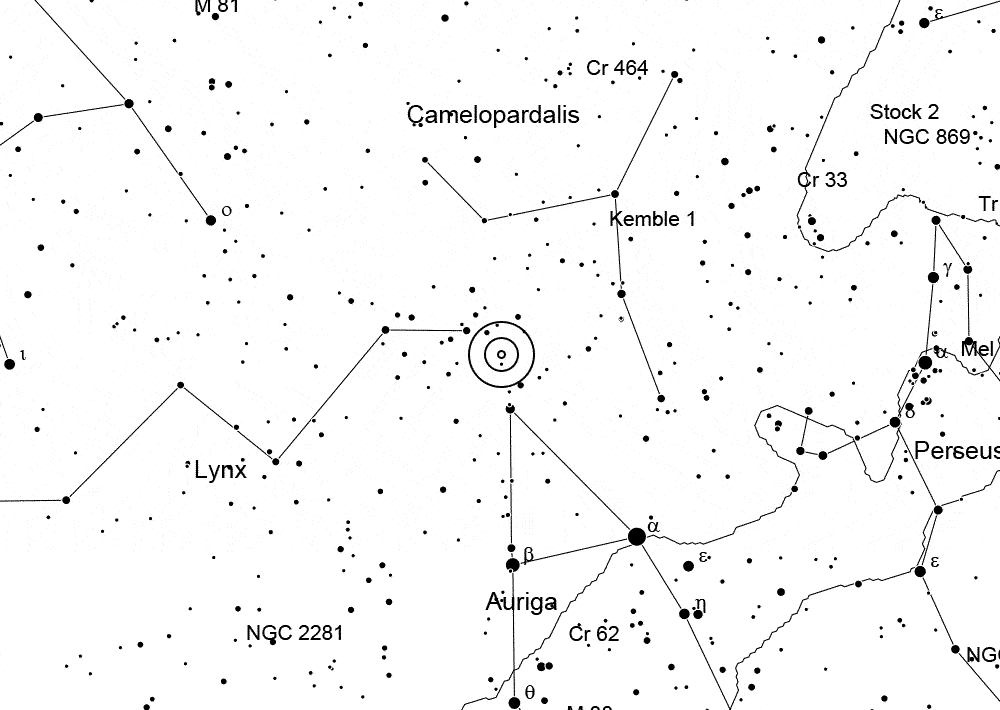 M 81
ε
Cr 464
Camelopardalis
Stock 2
NGC 869
Cr 33
Tr
ο
Kemble 1
γ
ι
α
Mel
δ
Perseus
Lynx
α
β
ε
ε
Auriga
η
NGC 2281
Cr 62
NGC
θ